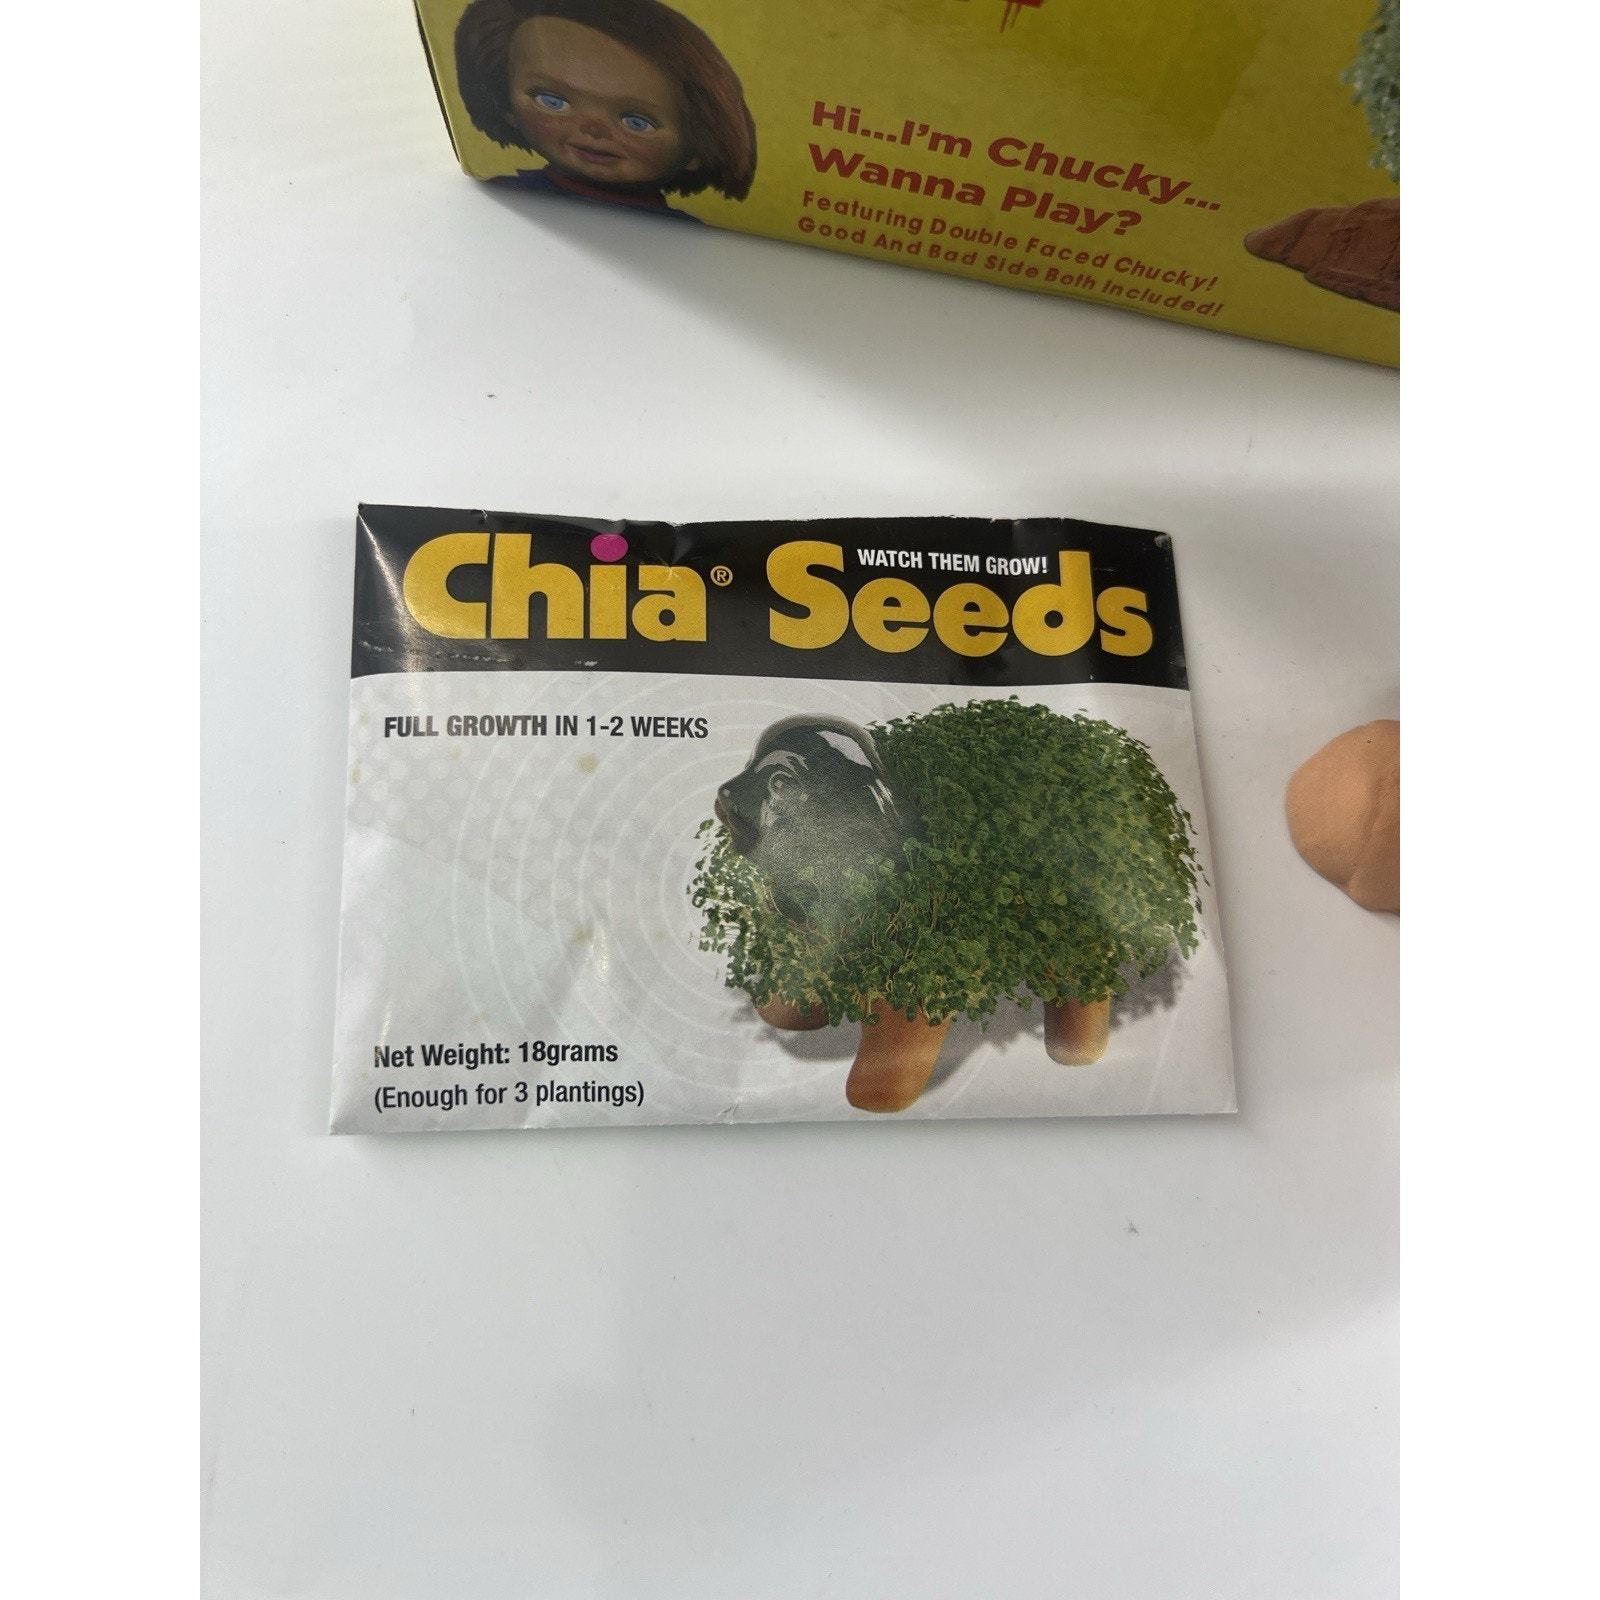 Hi...I'm Chucky...
Wanna Play?
Featuring Double Faced Chucky!
Good And Bad Side Both Included!
Chia® Seeds
WATCH THEM GROW!
FULL GROWTH IN 1-2 WEEKS
Net Weight: 18grams
(Enough for 3 plantings)